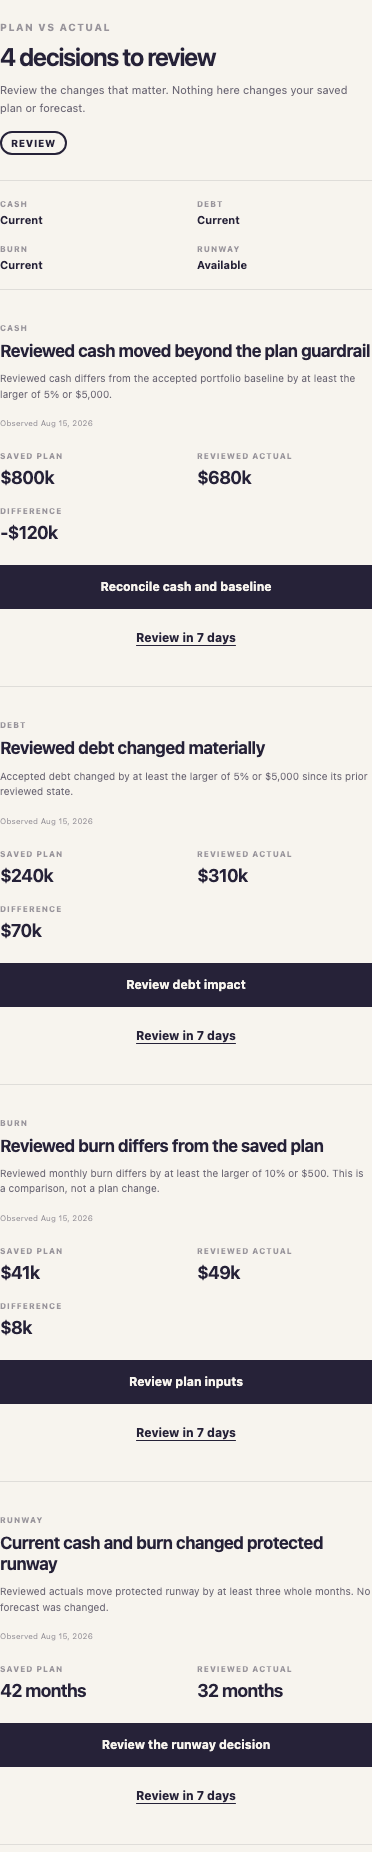 PLAN VS ACTUAL
4 decisions to review
Review the changes that matter. Nothing here changes your saved
plan or forecast.
REVIEW
CASH
Current
DEBT
Current
BURN
Current
RUNWAY
Available
CASH
Reviewed cash moved beyond the plan guardrail
Reviewed cash differs from the accepted portfolio baseline by at least the
larger of 5% or $5,000.
Observed Aug 15, 2026
SAVED PLAN
$800k
REVIEWED ACTUAL
$680k
DIFFERENCE
-$120k
Reconcile cash and baseline
Review in 7 days
DEBT
Reviewed debt changed materially
Accepted debt changed by at least the larger of 5% or $5,000 since its prior
reviewed state.
Observed Aug 15, 2026
SAVED PLAN
$240k
REVIEWED ACTUAL
$310k
DIFFERENCE
$70k
Review debt impact
Review in 7 days
BURN
Reviewed burn differs from the saved plan
Reviewed monthly burn differs by at least the larger of 10% or $500. This is
a comparison, not a plan change.
Observed Aug 15, 2026
SAVED PLAN
$41k
REVIEWED ACTUAL
$49k
DIFFERENCE
$8k
Review plan inputs
Review in 7 days
RUNWAY
Current cash and burn changed protected
runway
Reviewed actuals move protected runway by at least three whole months. No
forecast was changed.
Observed Aug 15, 2026
SAVED PLAN
42 months
REVIEWED ACTUAL
32 months
Review the runway decision
Review in 7 days